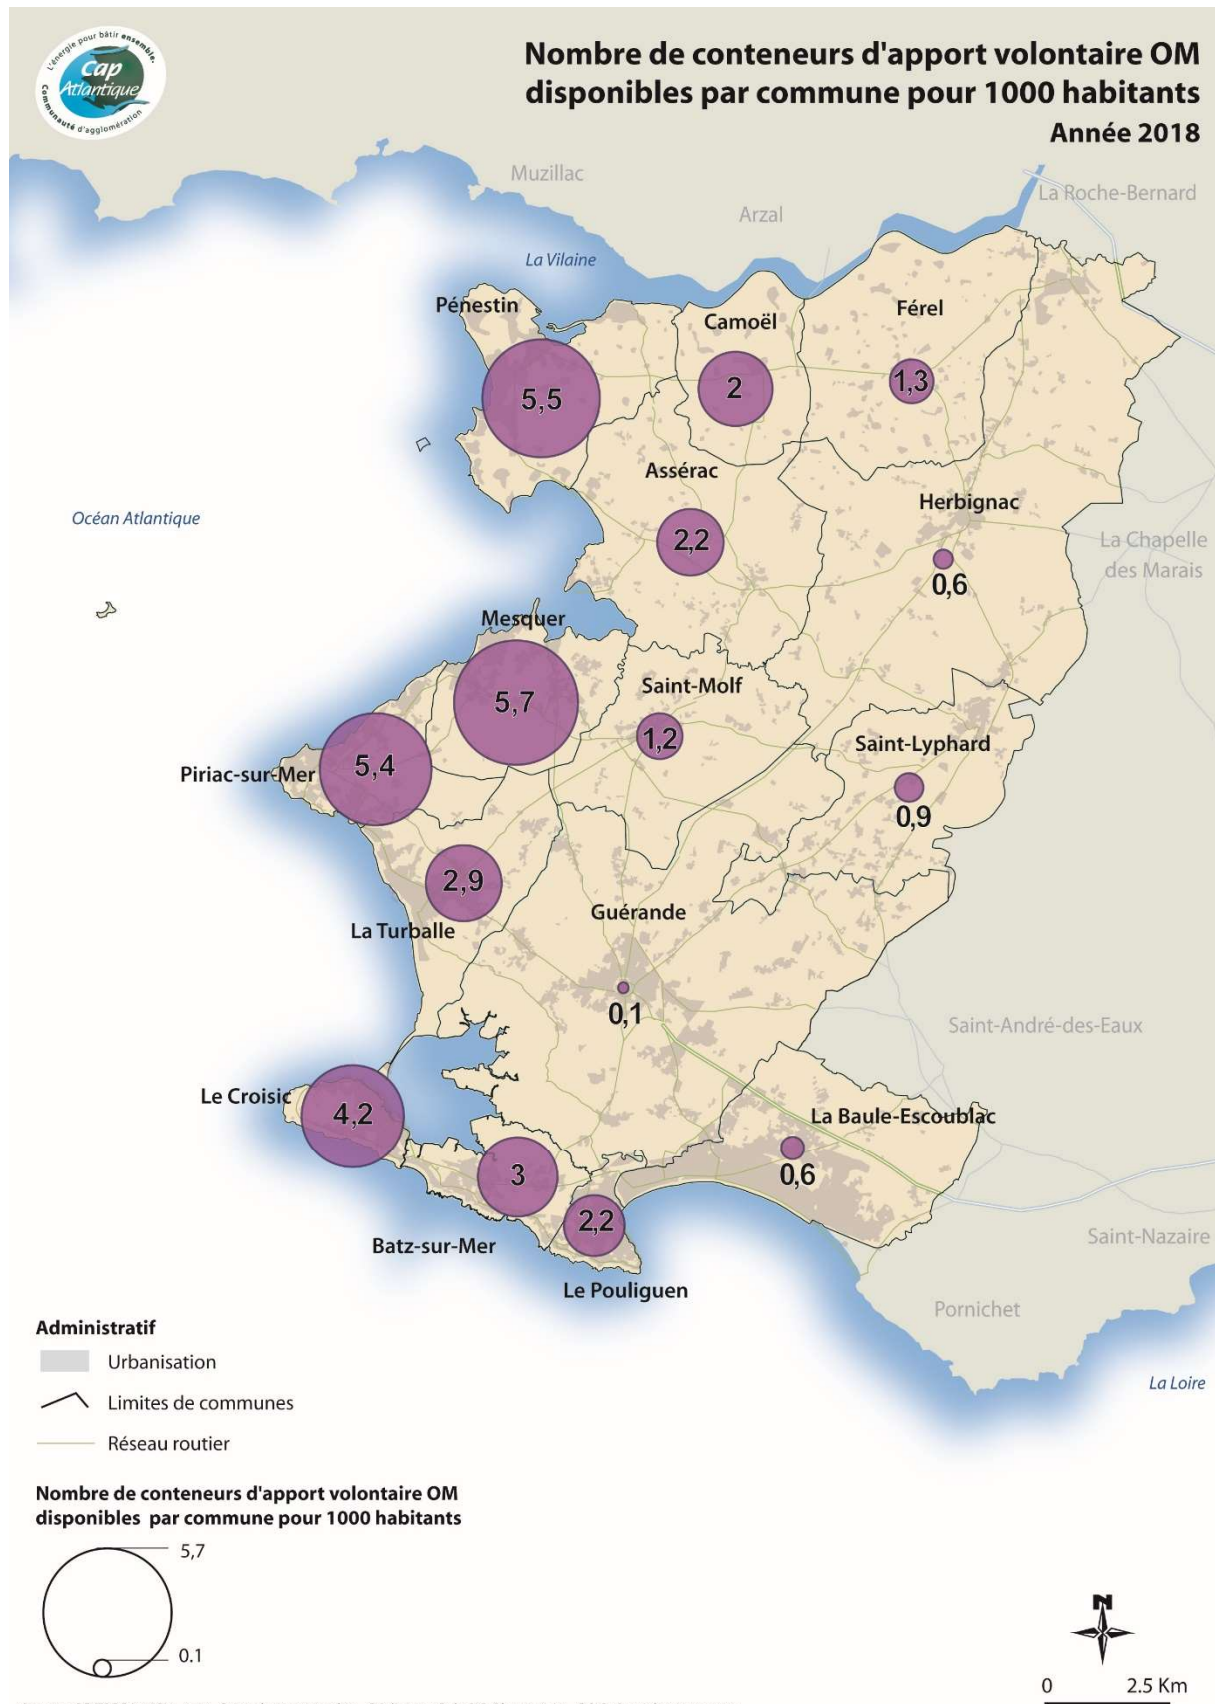 L'énergie pour bâtir ensemble.
Cap
Atlantique
Communauté d'agglomération
Nombre de conteneurs d'apport volontaire OM
disponibles par commune pour 1000 habitants
Année 2018
Muzillac
La Roche-Bernard
Arzal
La Vilaine
Pénestin
Camoël
Férel
5,5
2
1,3
Assérac
Herbignac
Océan Atlantique
2,2
La Chapelle
des Marais
0,6
Mesquer
Saint-Molf
5,7
1,2
Saint-Lyphard
Piriac-sur-Mer
5,4
0,9
2,9
Guérande
La Turballe
0,1
Saint-André-des-Eaux
Le Croisic
4,2
La Baule-Escoublac
3
0,6
2,2
Batz-sur-Mer
Saint-Nazaire
Le Pouliguen
Pornichet
La Loire
Administratif
Urbanisation
Limites de communes
Réseau routier
Nombre de conteneurs d'apport volontaire OM
disponibles par commune pour 1000 habitants
5,7
0.1
N
0 2.5 Km